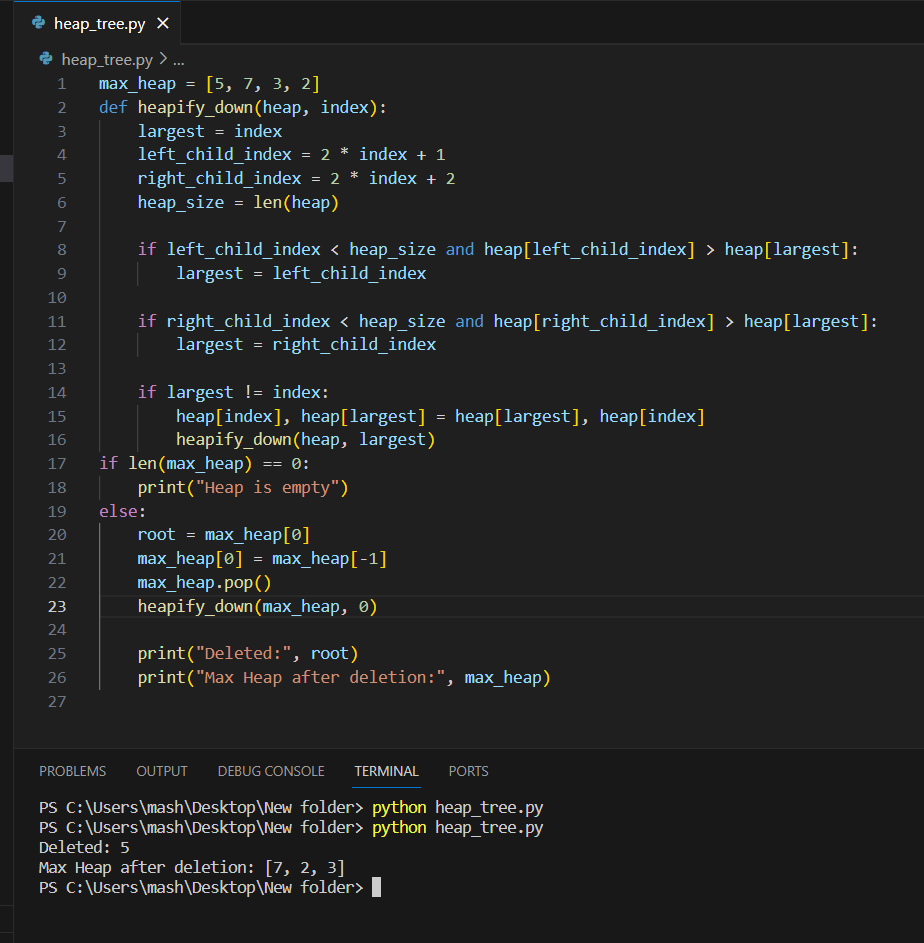 heap_tree.py ×
heap_tree.py > ...
1 max_heap = [5, 7, 3, 2]
2 def heapify_down(heap, index):
3     largest = index
4     left_child_index = 2 * index + 1
5     right_child_index = 2 * index + 2
6     heap_size = len(heap)
7
8     if left_child_index < heap_size and heap[left_child_index] > heap[largest]:
9         largest = left_child_index
10
11     if right_child_index < heap_size and heap[right_child_index] > heap[largest]:
12         largest = right_child_index
13
14     if largest != index:
15         heap[index], heap[largest] = heap[largest], heap[index]
16         heapify_down(heap, largest)
17 if len(max_heap) == 0:
18     print("Heap is empty")
19 else:
20     root = max_heap[0]
21     max_heap[0] = max_heap[-1]
22     max_heap.pop()
23     heapify_down(max_heap, 0)
24
25     print("Deleted:", root)
26     print("Max Heap after deletion:", max_heap)
27
PROBLEMS OUTPUT DEBUG CONSOLE TERMINAL PORTS
PS C:\Users\mash\Desktop\New folder> python heap_tree.py
PS C:\Users\mash\Desktop\New folder> python heap_tree.py
Deleted: 5
Max Heap after deletion: [7, 2, 3]
PS C:\Users\mash\Desktop\New folder>